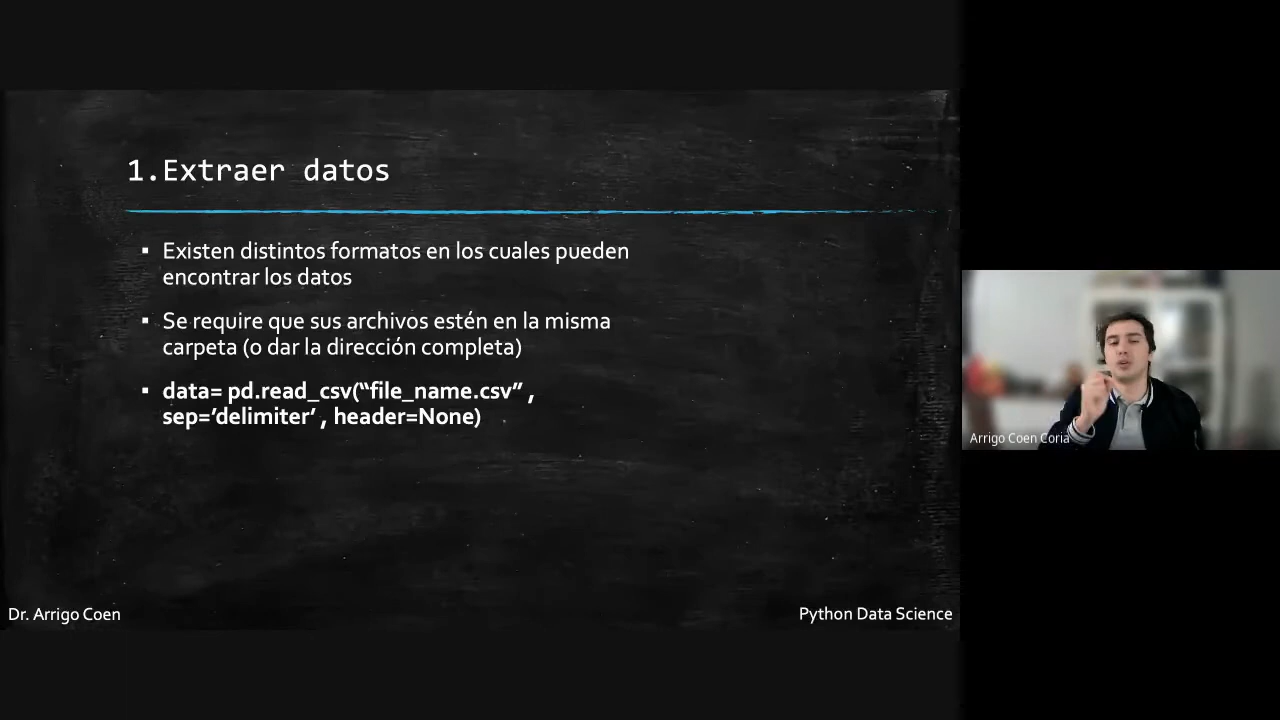 1.Extraer datos
▪ Existen distintos formatos en los cuales pueden
encontrar los datos
▪ Se require que sus archivos estén en la misma
carpeta (o dar la dirección completa)
▪ data= pd.read_csv(“file_name.csv” ,
sep=’delimiter’ , header=None)
Arrigo Coen Coria
Dr. Arrigo Coen
Python Data Science